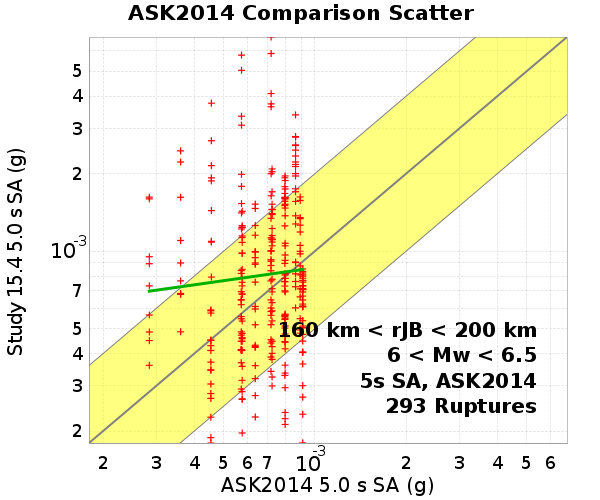 ASK2014 Comparison Scatter
Study 15.4 5.0 s SA (g)
5
4
3
2
10-3
7
5
4
3
2
160 km < rJB < 200 km
6 < Mw < 6.5
5s SA, ASK2014
293 Ruptures
2 3 4 5 6 7 10-3 2 3 4 5 6
ASK2014 5.0 s SA (g)